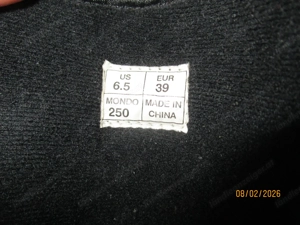 US EUR
6.5 39
MONDO MADE IN
250 CHINA
08/02/2026